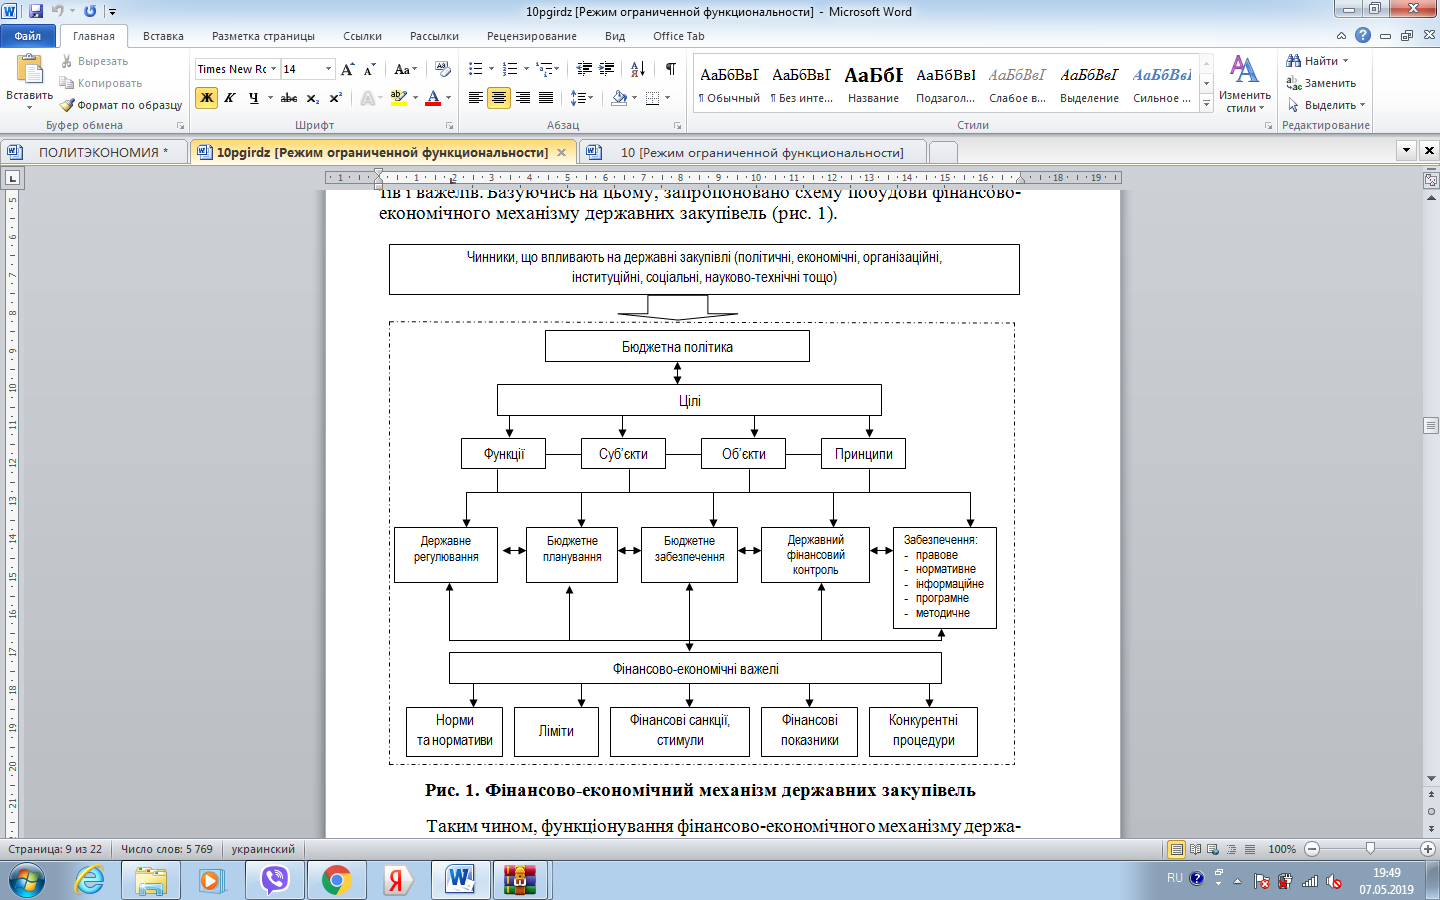 10pgirdz [Режим ограниченной функциональности] - Microsoft Word
Файл Главная Вставка Разметка страницы Ссылки Рассылки Рецензирование Вид Office Tab
Вставить
Вырезать
Копировать
Формат по образцу
Буфер обмена
Times New Rc 14
Шрифт
Абзац
АаБбВвІ АаБбВвІ АаБбЕ АаБбВвІ АаБбВвІ АаБбВвІ АаБбВвІ
¶ Обычный ¶ Без инте... Название Подзагол... Слабое в... Выделение Сильное ...
Изменить стили
Стили
Найти
Заменить
Выделить
Редактирование
ПОЛИТЭКОНОМИЯ * 10pgirdz [Режим ограниченной функциональности] 10 [Режим ограниченной функциональности]
тів і важелів. Базуючись на цьому, запропоновано схему побудови фінансово-
економічного механізму державних закупівель (рис. 1).
Чинники, що впливають на державні закупівлі (політичні, економічні, організаційні,
інституційні, соціальні, науково-технічні тощо)
Бюджетна політика
Цілі
Функції Суб’єкти Об’єкти Принципи
Державне
регулювання
Бюджетне
планування
Бюджетне
забезпечення
Державний
фінансовий
контроль
Забезпечення:
- правове
- нормативне
- інформаційне
- програмне
- методичне
Фінансово-економічні важелі
Норми
та нормативи
Ліміти
Фінансові санкції,
стимули
Фінансові
показники
Конкурентні
процедури
Рис. 1. Фінансово-економічний механізм державних закупівель
Таким чином, функціонування фінансово-економічного механізму держа-
Страница: 9 из 22 Число слов: 5 769 украинский 100%
RU 19:49
07.05.2019